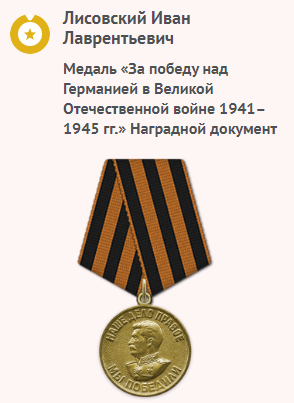 Лисовский Иван
Лаврентьевич
Медаль «За победу над
Германией в Великой
Отечественной войне 1941–
1945 гг.» Наградной документ
НАШЕ ДЕЛО ПРАВОЕ
МЫ ПОБЕДИЛИ